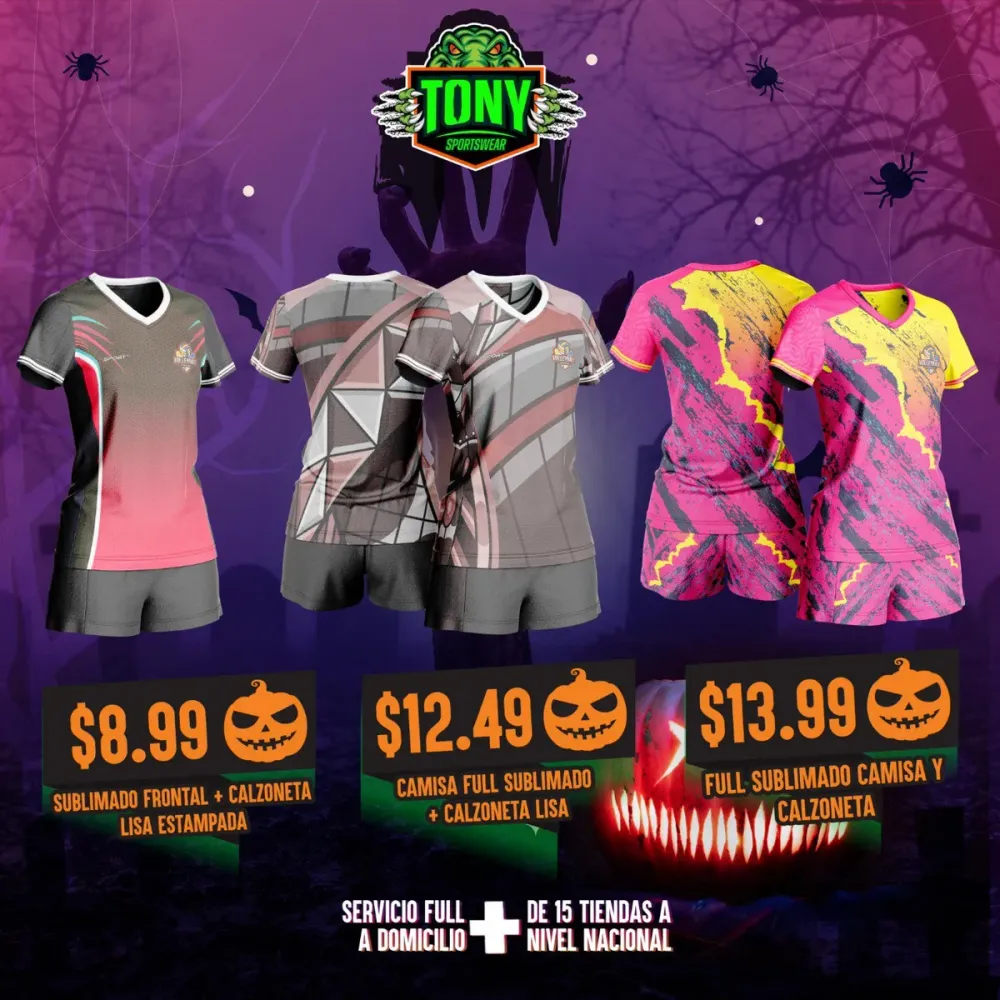 TONY
SPORTSWEAR
SPORT
$8.99
SUBLIMADO FRONTAL + CALZONETA
LISA ESTAMPADA
$12.49
CAMISA FULL SUBLIMADO
+ CALZONETA LISA
$13.99
FULL SUBLIMADO CAMISA Y
CALZONETA
SERVICIO FULL
A DOMICILIO
DE 15 TIENDAS A
NIVEL NACIONAL